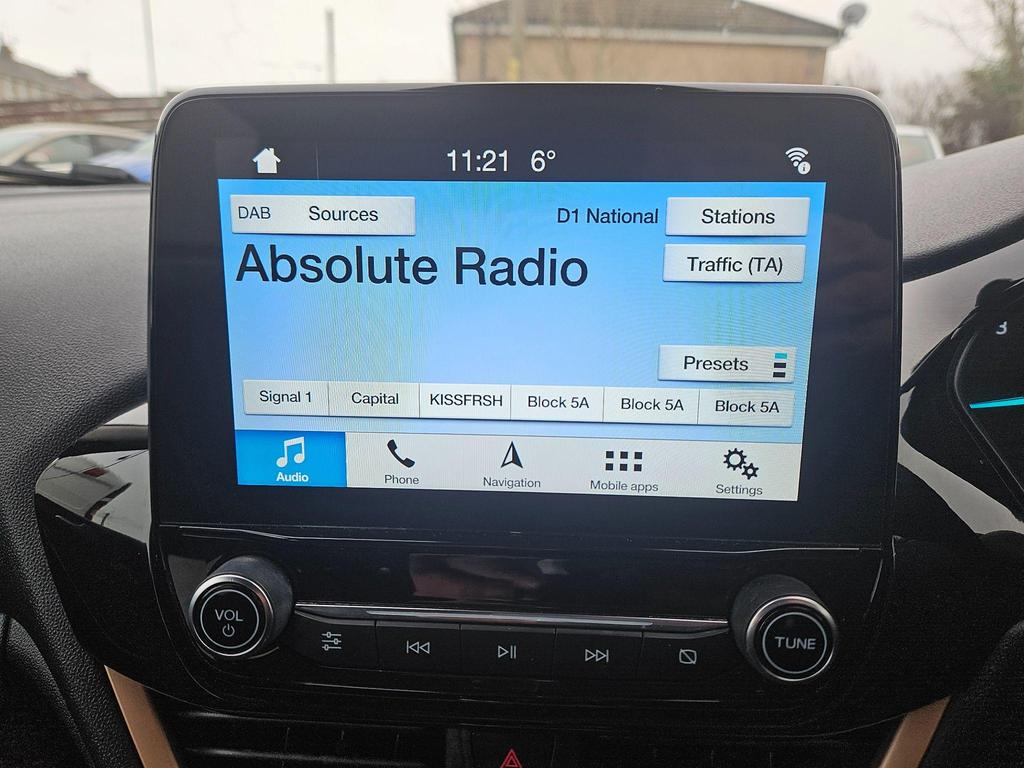 11:21 6°
DAB Sources D1 National Stations
Absolute Radio Traffic (TA)
Presets
Signal 1 Capital KISSFRSH Block 5A Block 5A Block 5A
Audio Phone Navigation Mobile apps Settings
VOL TUNE
3